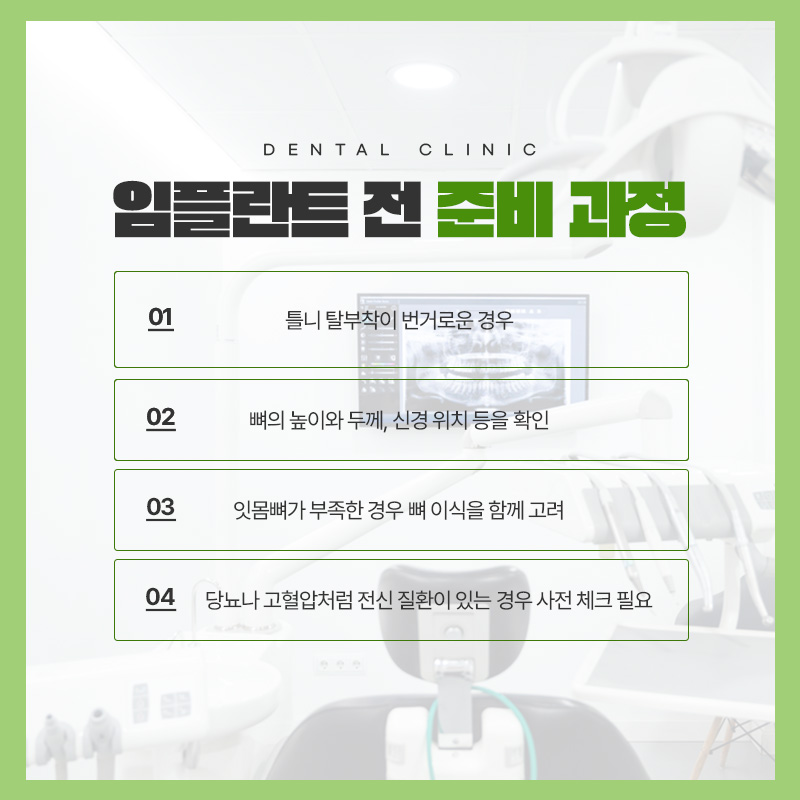 DENTAL CLINIC
임플란트 전 준비 과정
01 틀니 탈부착이 번거로운 경우
02 뼈의 높이와 두께, 신경 위치 등을 확인
03 잇몸뼈가 부족한 경우 뼈 이식을 함께 고려
04 당뇨나 고혈압처럼 전신 질환이 있는 경우 사전 체크 필요